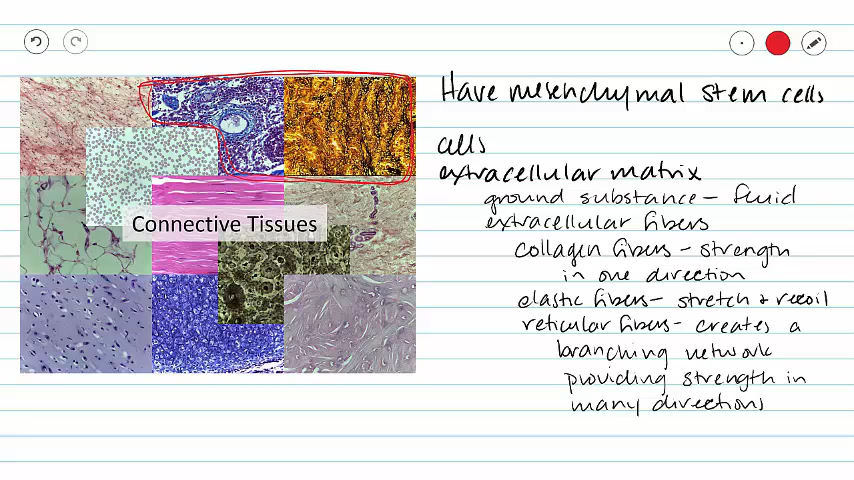 Connective Tissues
Have mesenchymal stem cells
cells
extracellular matrix
ground substance - fluid
extracellular fibers
collagen fibers - strength
in one direction
elastic fibers - stretch + recoil
reticular fibers - creates a
branching network
providing strength in
many directions